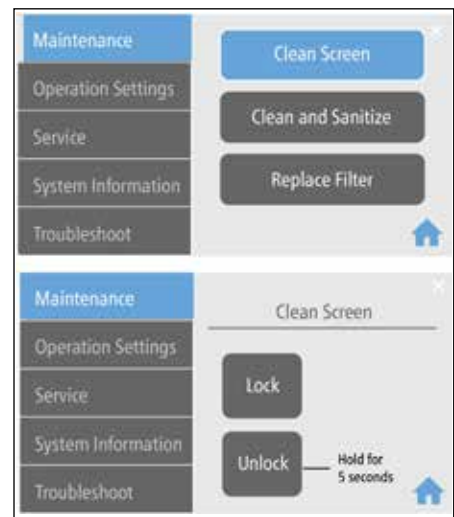 Maintenance
Clean Screen
Operation Settings
Clean and Sanitize
Service
System Information
Replace Filter
Troubleshoot
Maintenance
Clean Screen
Operation Settings
Service
Lock
System Information
Unlock
Hold for
5 seconds
Troubleshoot